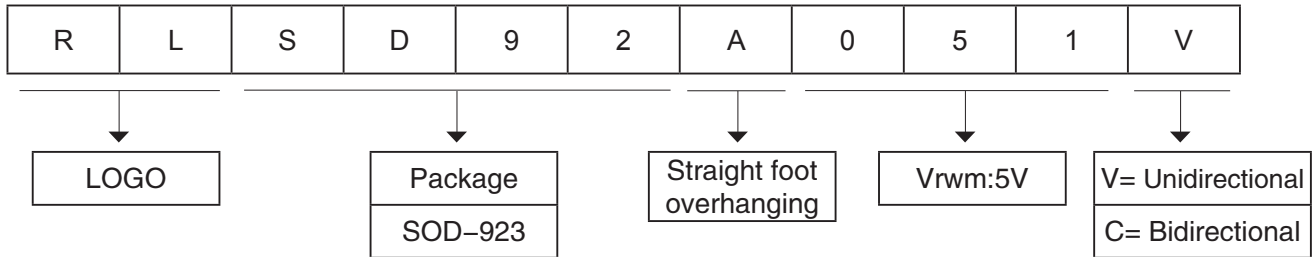 R L S D 9 2 A 0 5 1 V
LOGO
Package
SOD−923
Straight foot
overhanging
Vrwm:5V
V= Unidirectional
C= Bidirectional